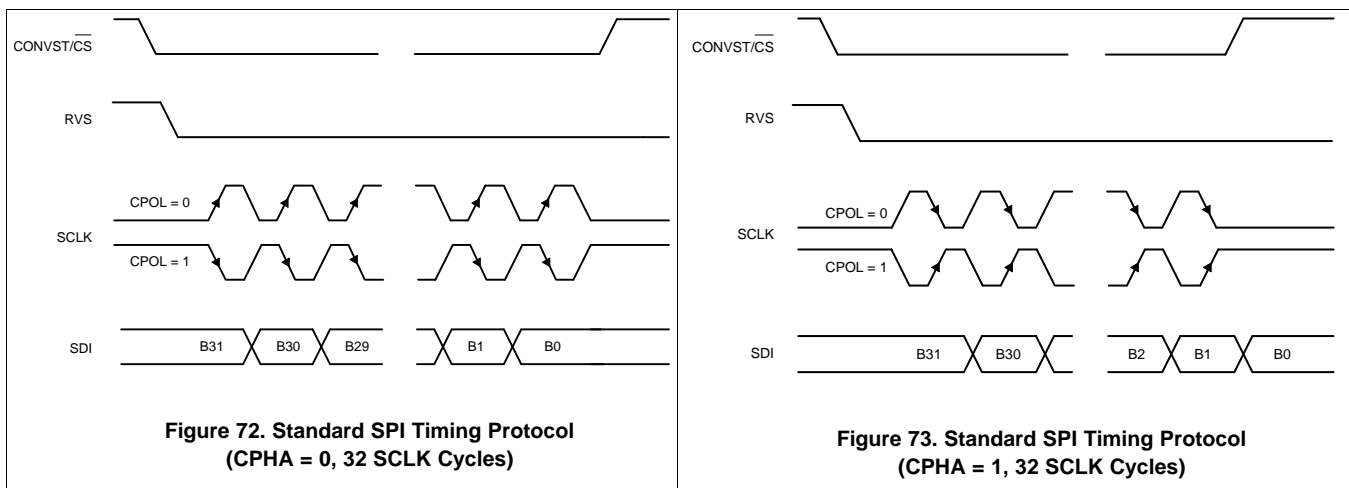 CONVST/CS
RVS
CPOL = 0
SCLK
CPOL = 1
SDI
B31 B30 B29 B1 B0
Figure 72. Standard SPI Timing Protocol
(CPHA = 0, 32 SCLK Cycles)
CONVST/CS
RVS
CPOL = 0
SCLK
CPOL = 1
SDI
B31 B30 B2 B1 B0
Figure 73. Standard SPI Timing Protocol
(CPHA = 1, 32 SCLK Cycles)